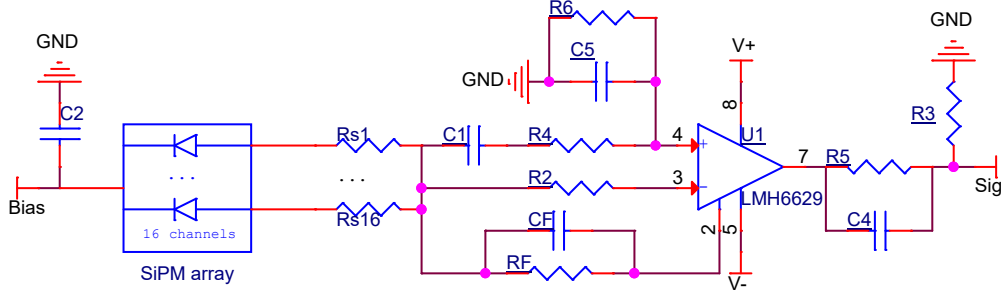 R6
GND
GND
C5
V+
GND
C2
8
R3
Rs1
C1
R4
4
U1
+
7
R5
...
...
R2
3
−
LMH6629
Sig
Bias
Rs16
CF
2
5
C4
16 channels
RF
SiPM array
V-